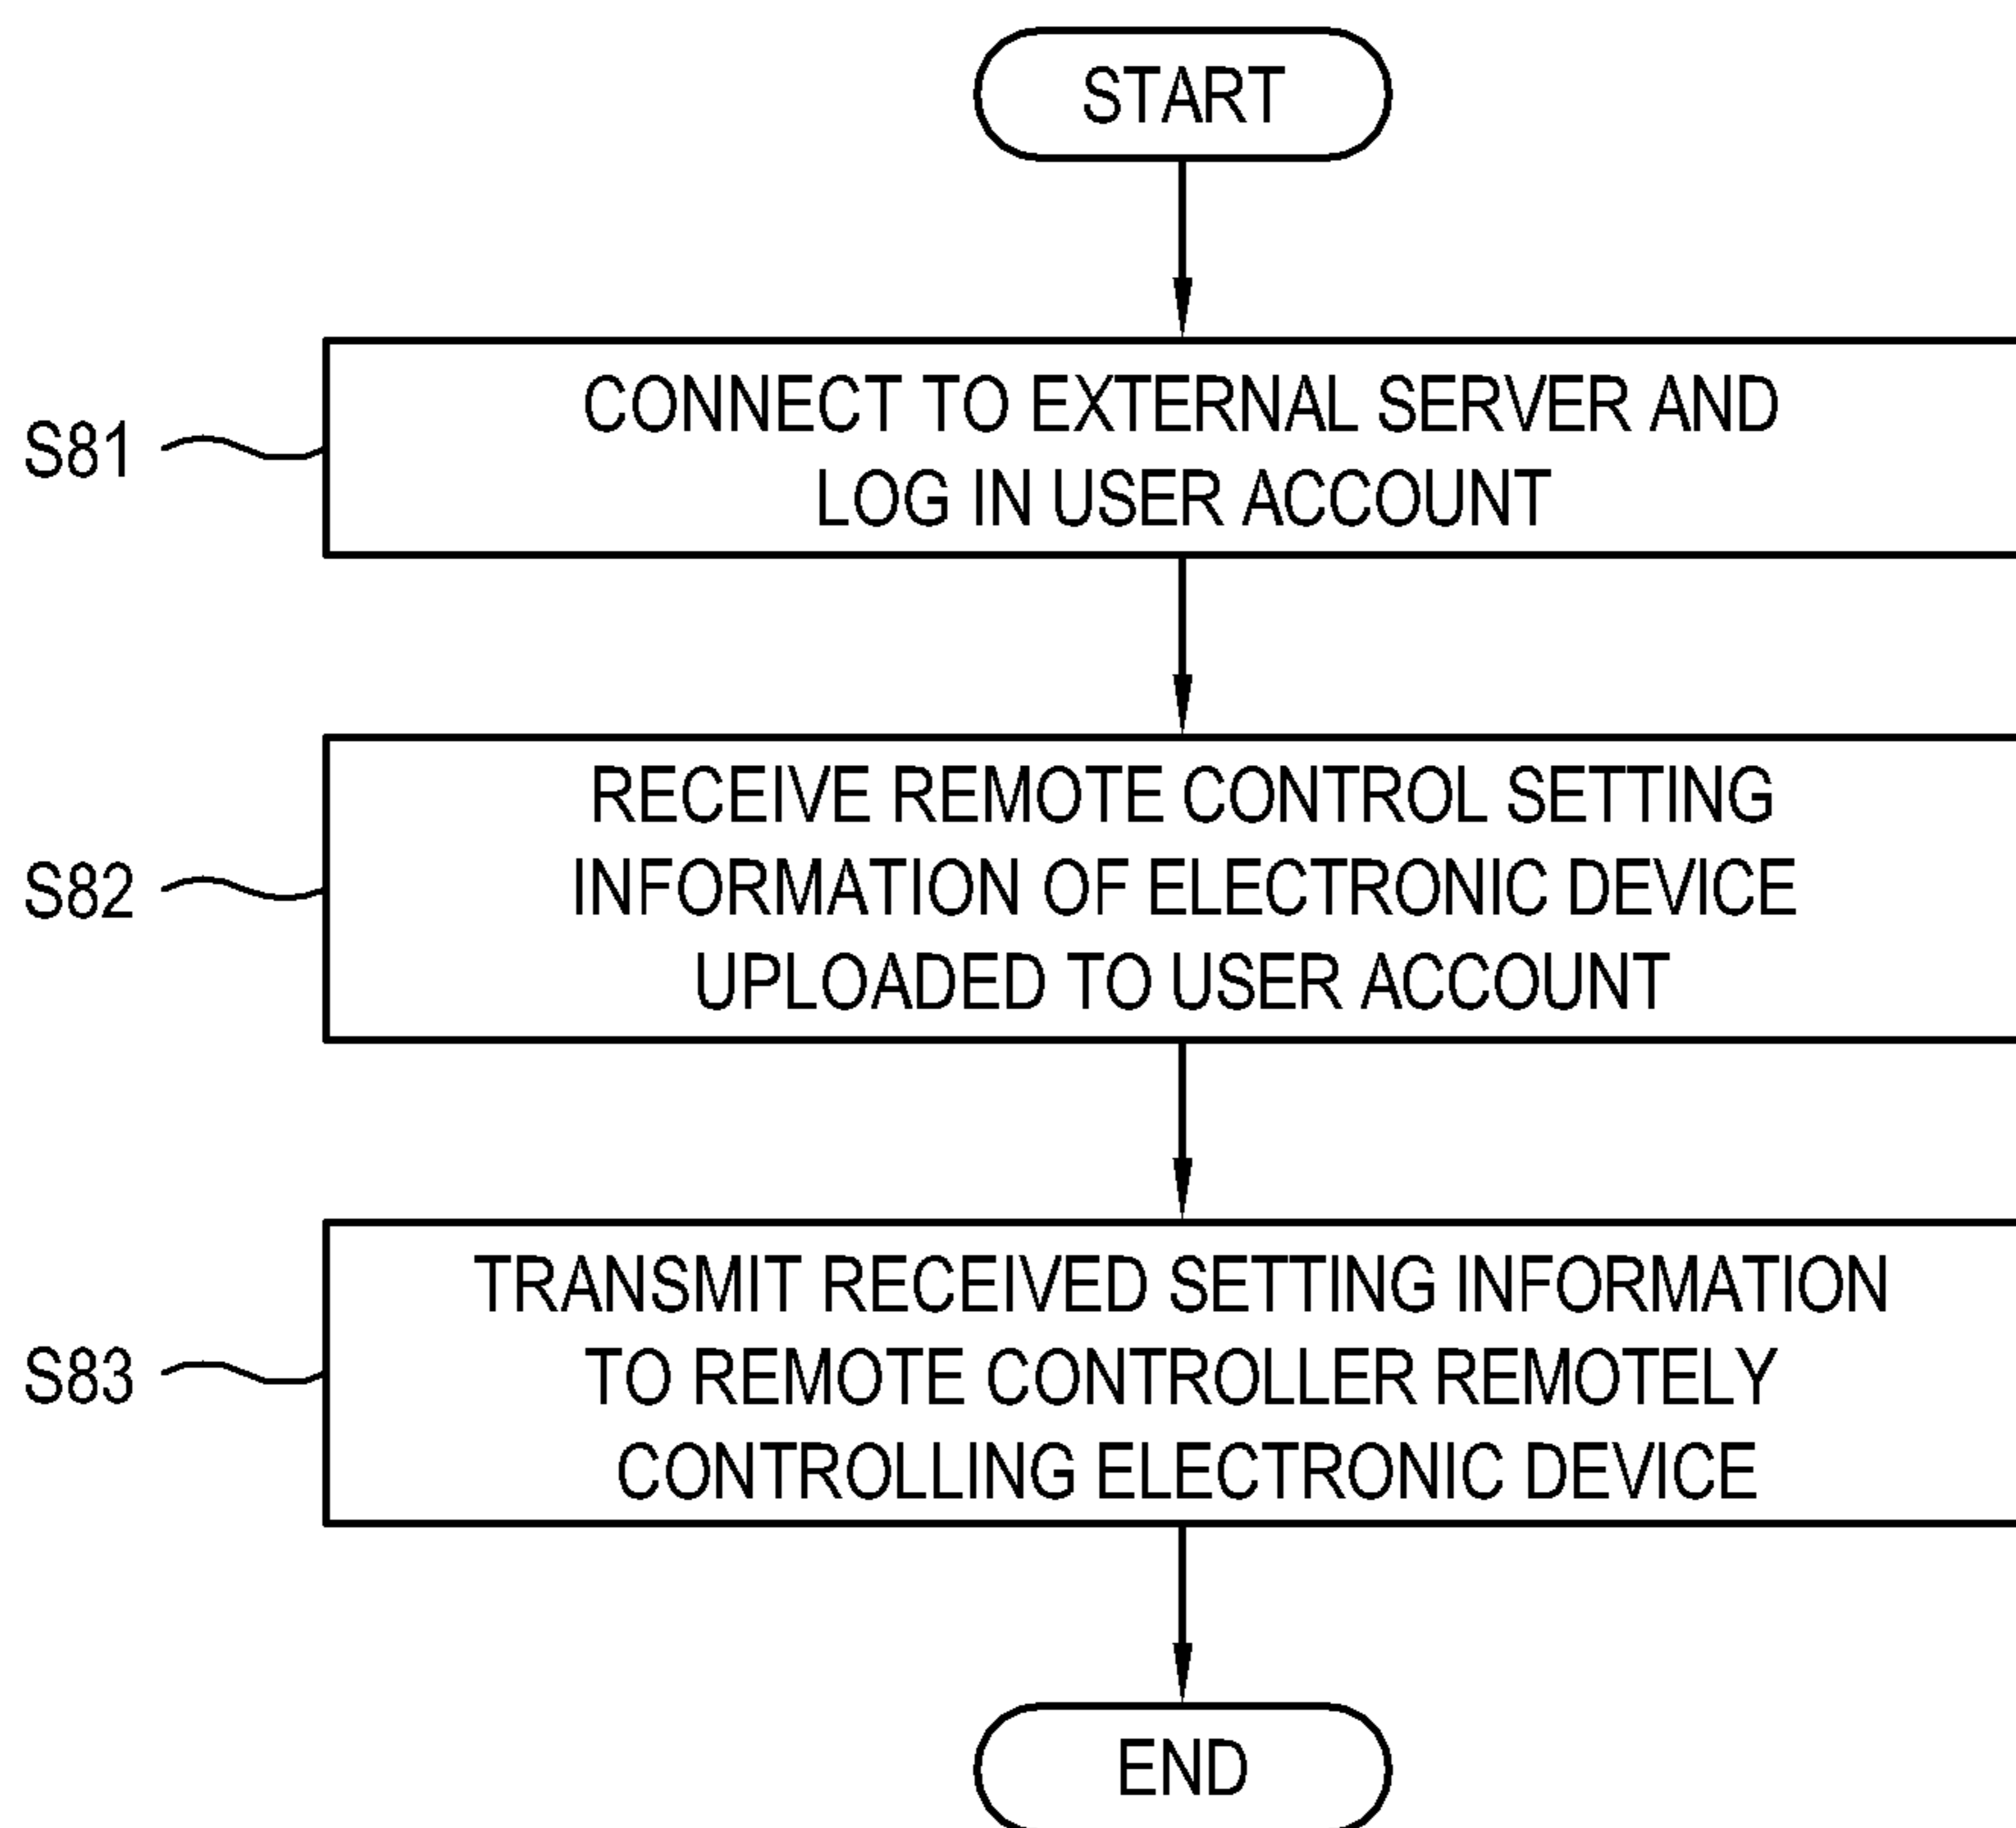 START
S81
CONNECT TO EXTERNAL SERVER AND
LOG IN USER ACCOUNT
S82
RECEIVE REMOTE CONTROL SETTING
INFORMATION OF ELECTRONIC DEVICE
UPLOADED TO USER ACCOUNT
S83
TRANSMIT RECEIVED SETTING INFORMATION
TO REMOTE CONTROLLER REMOTELY
CONTROLLING ELECTRONIC DEVICE
END